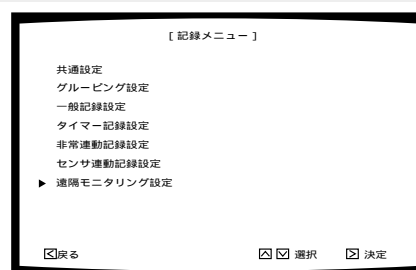 [ 記録メニュー ]
共通設定
グルーピング設定
一般記録設定
タイマー記録設定
非常連動記録設定
センサ連動記録設定
▶ 遠隔モニタリング設定
戻る 選択 決定